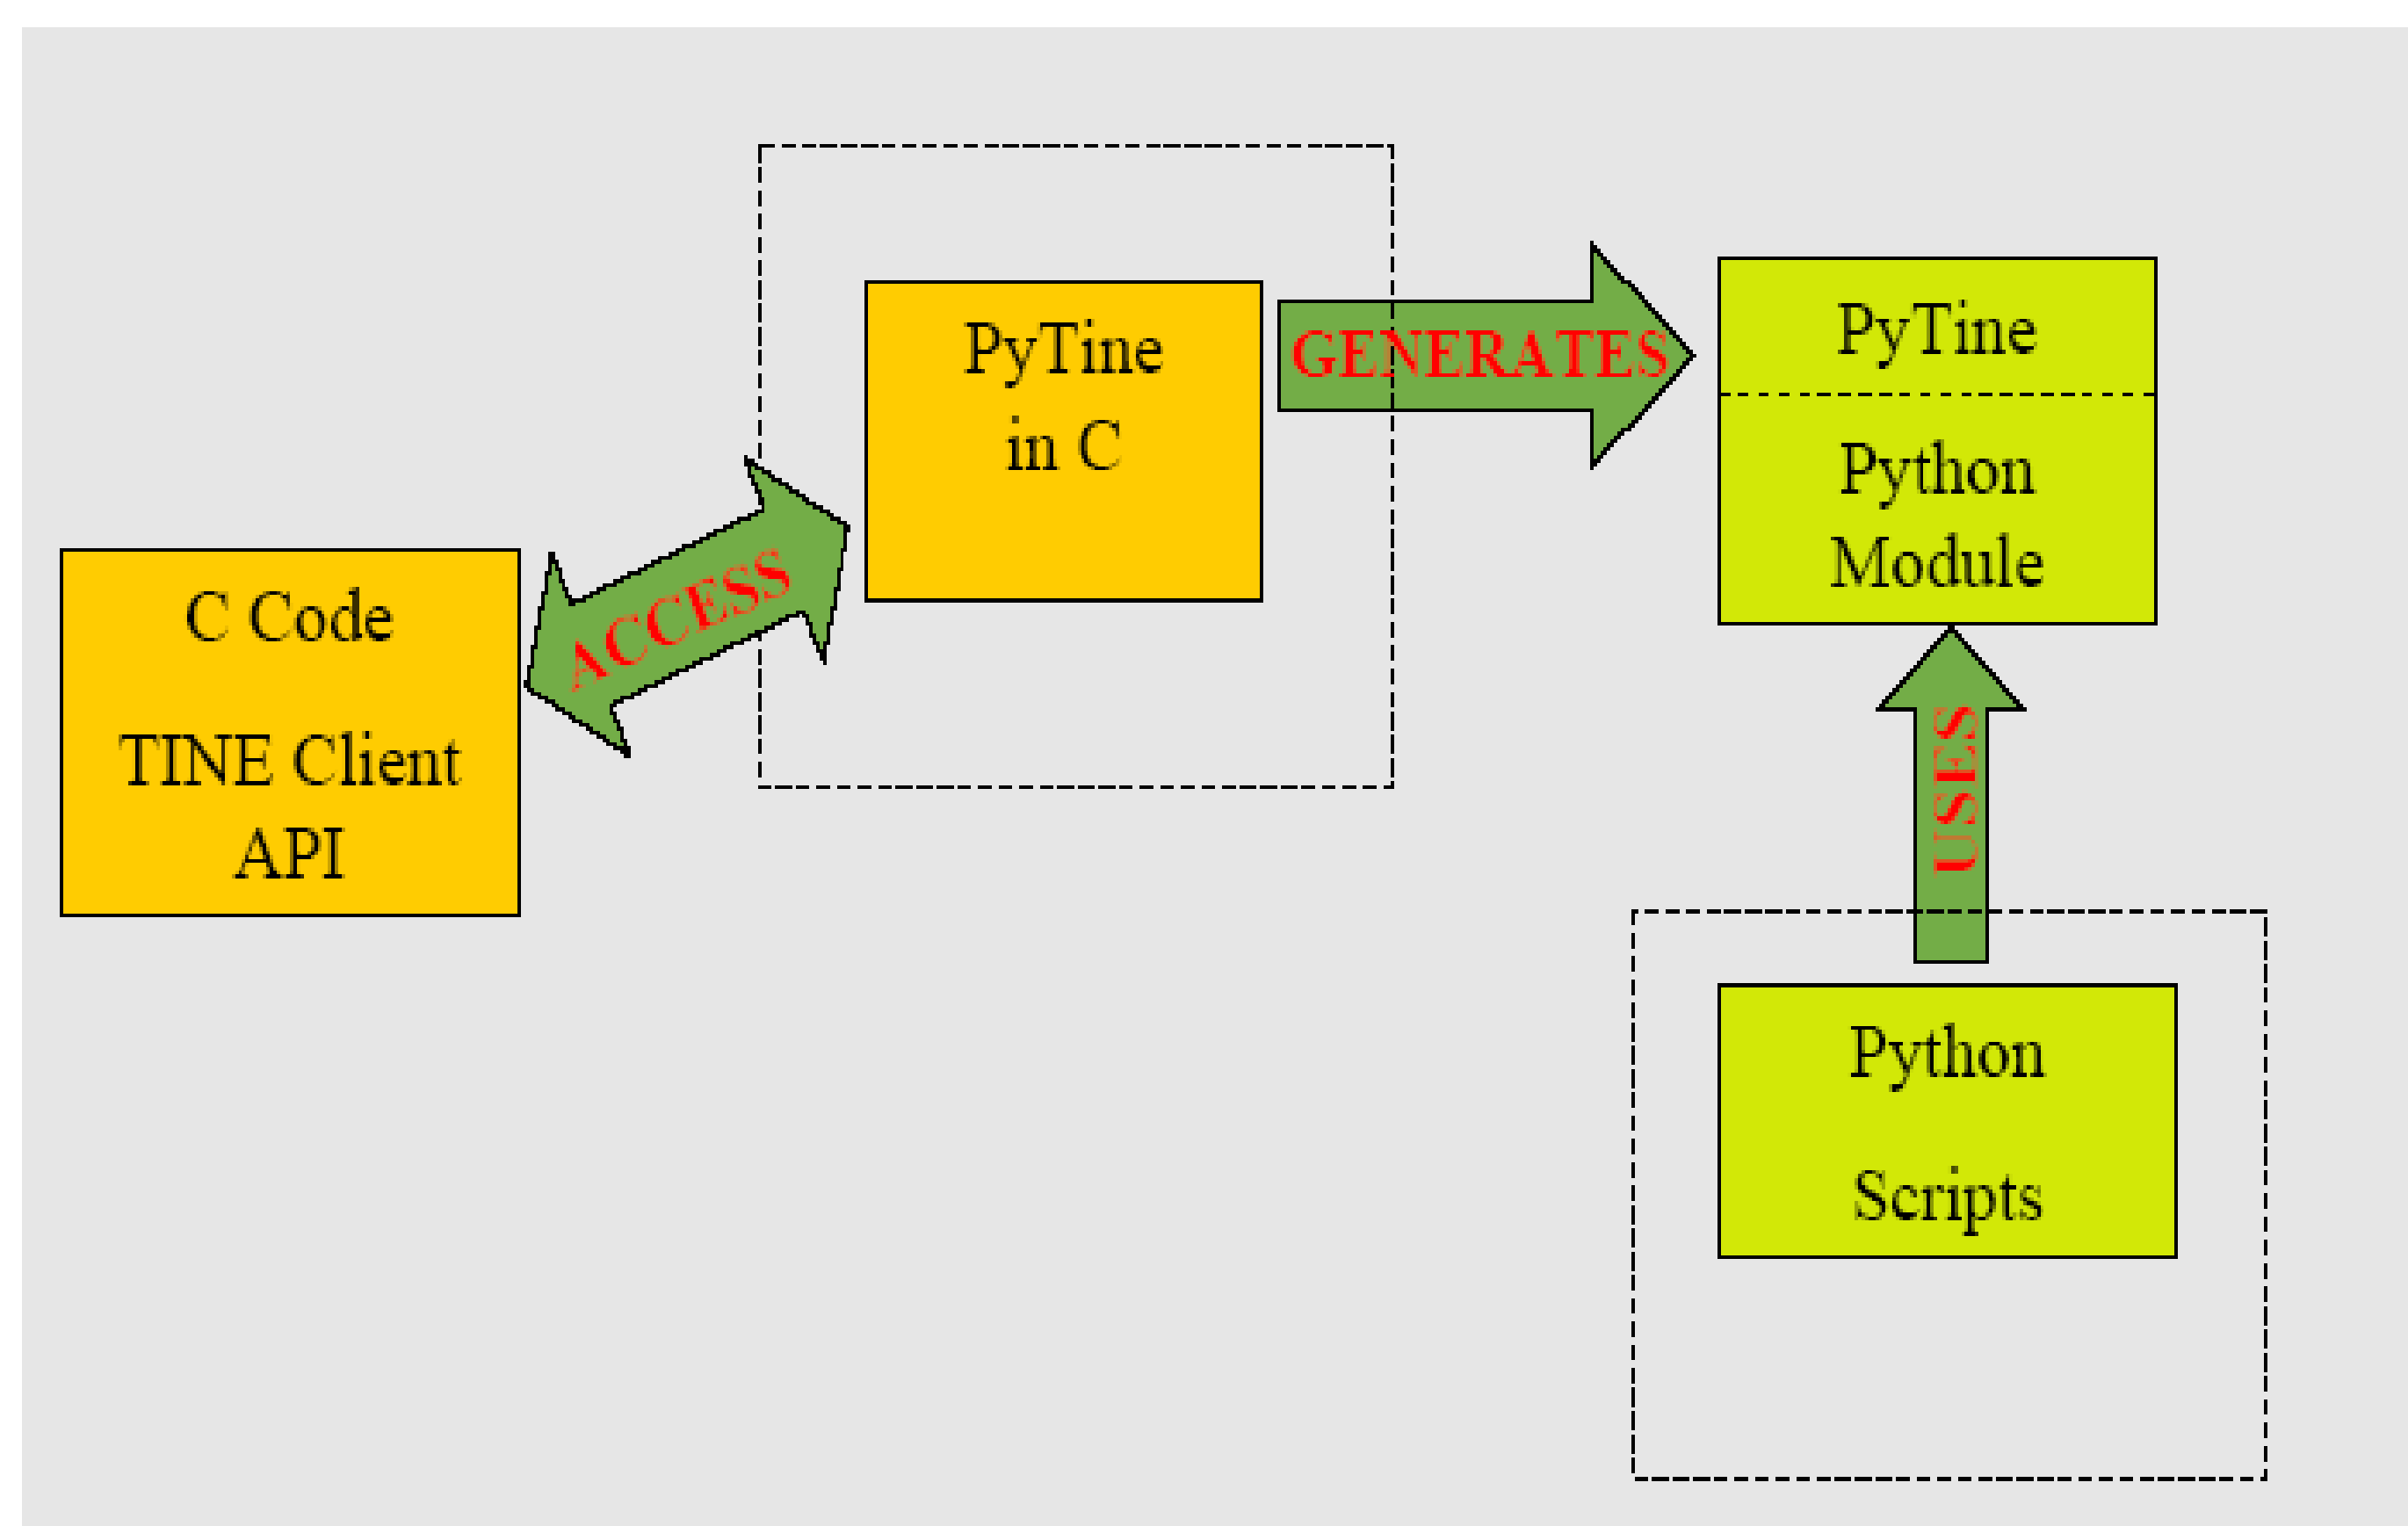 PyTine
in C
GENERATES
PyTine
Python
Module
ACCESS
C Code
TINE Client
API
USES
Python
Scripts